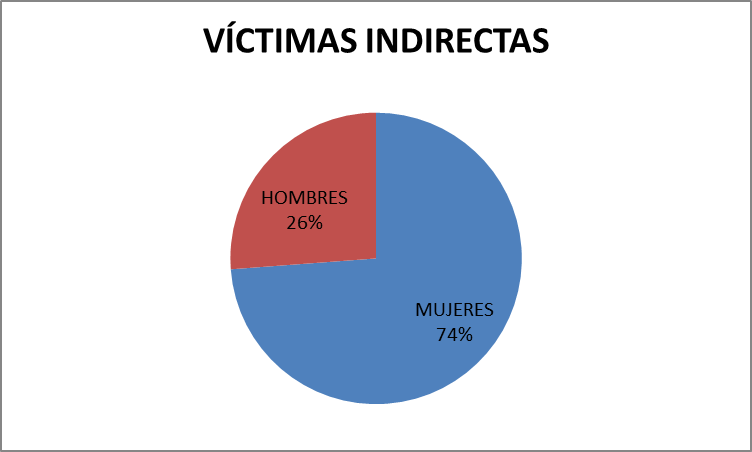 VÍCTIMAS INDIRECTAS
HOMBRES
26%
MUJERES
74%